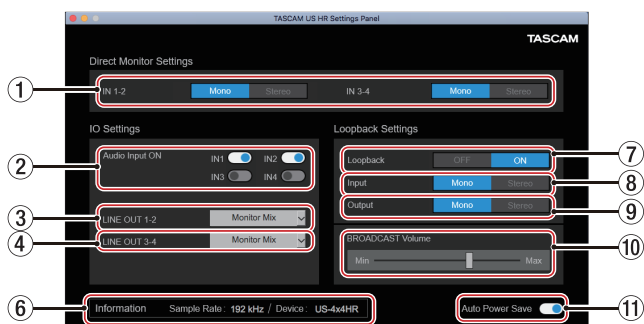 TASCAM US HR Settings Panel
TASCAM
Direct Monitor Settings
1 IN 1-2 Mono Stereo IN 3-4 Mono Stereo
IO Settings Loopback Settings
2 Audio Input ON IN1 IN2
IN3 IN4
Loopback OFF ON 7
Input Mono Stereo 8
Output Mono Stereo 9
3 LINE OUT 1-2 Monitor Mix
4 LINE OUT 3-4 Monitor Mix
BROADCAST Volume 10
Min Max
6 Information Sample Rate : 192 kHz / Device : US-4x4HR
Auto Power Save 11